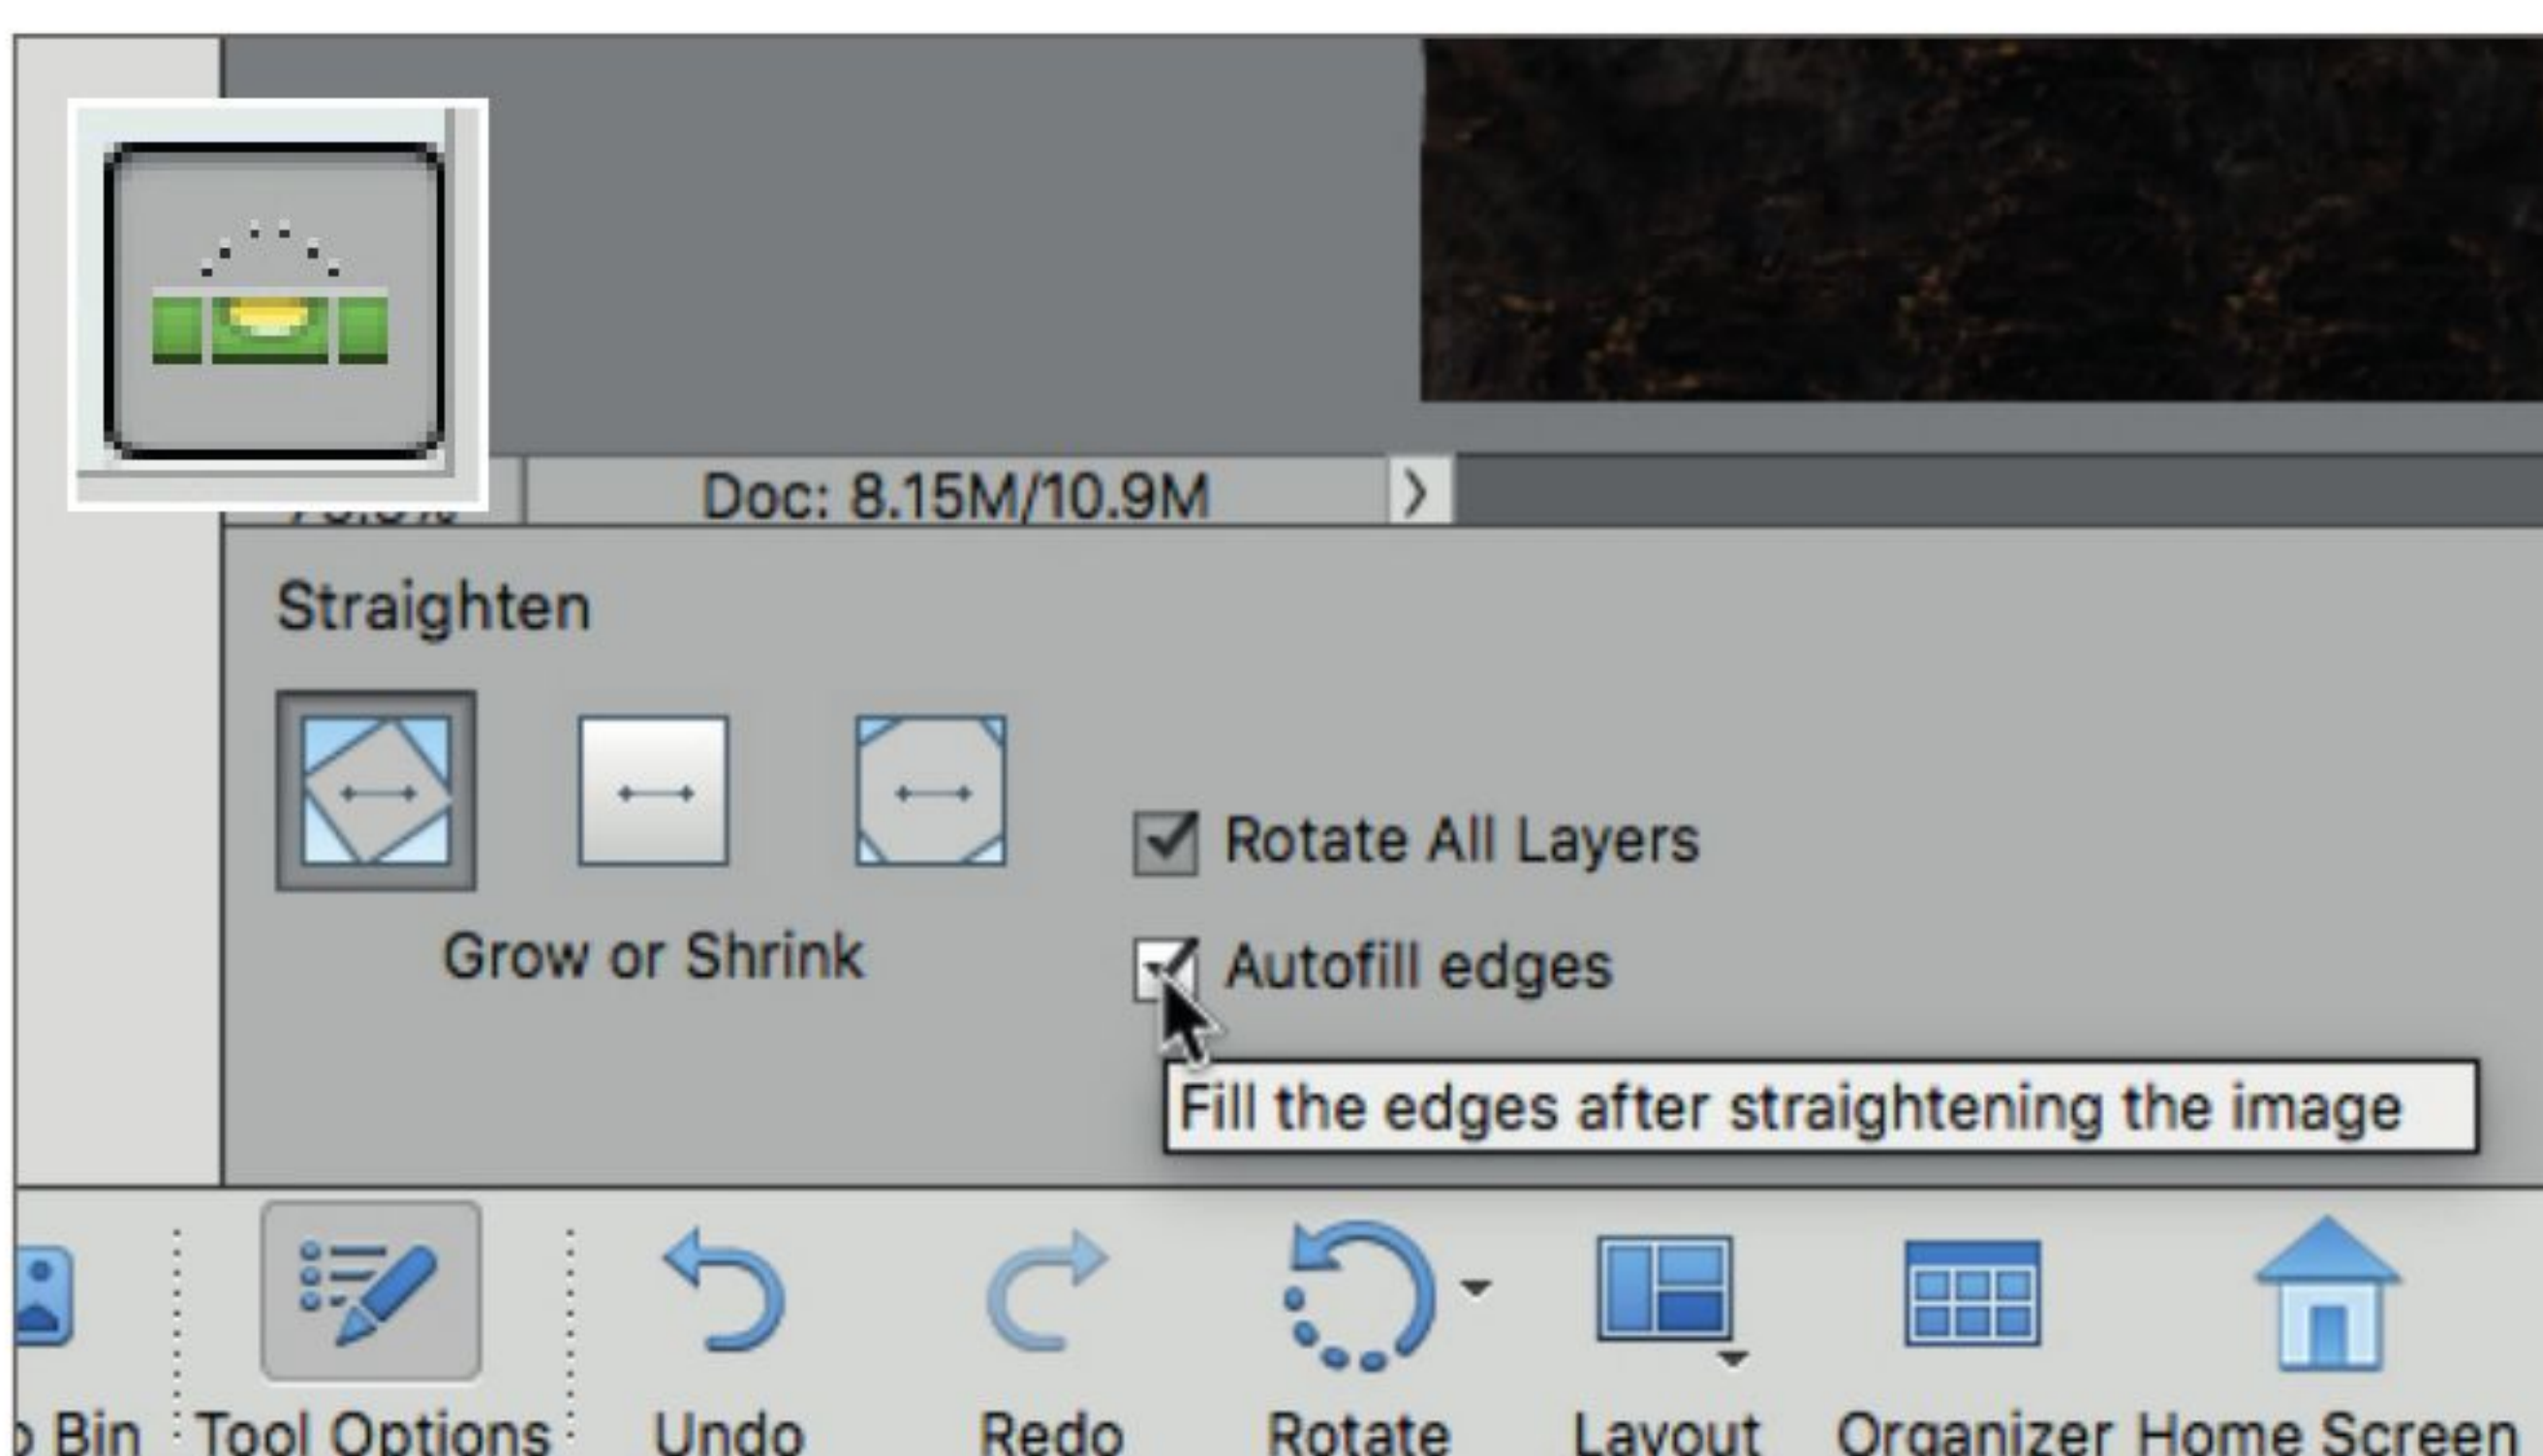 Doc: 8.15M/10.9M
Straighten
Rotate All Layers
Grow or Shrink
Autofill edges
Fill the edges after straightening the image
Bin
Tool Options
Undo
Redo
Rotate
Layout
Organizer
Home Screen